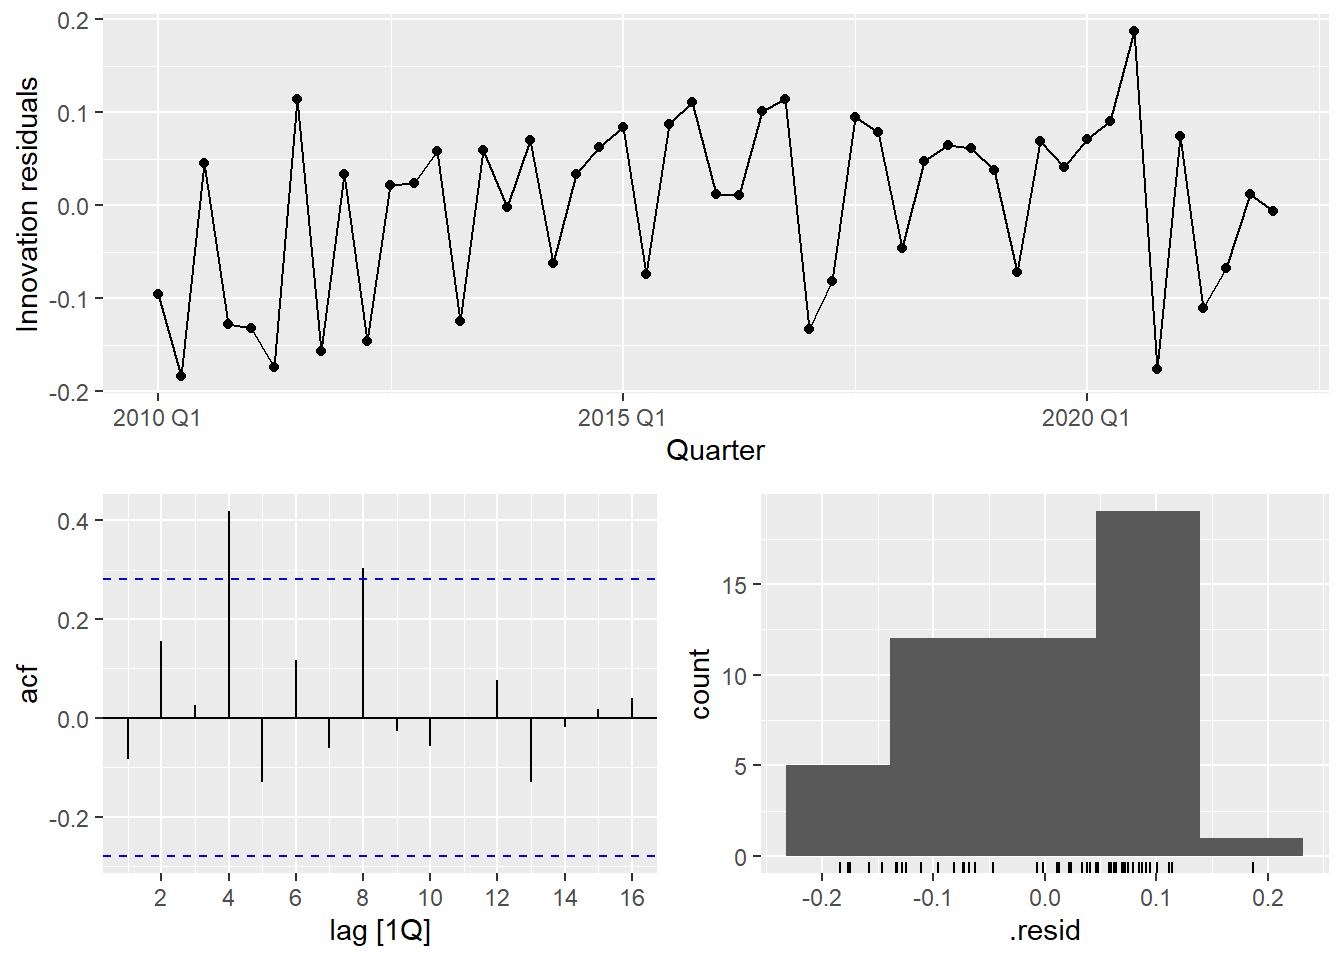 0.2
0.1
0.0
-0.1
-0.2
Innovation residuals
2010 Q1 2015 Q1 2020 Q1
Quarter
0.4
0.2
0.0
-0.2
acf
2 4 6 8 10 12 14 16
lag [1Q]
15
10
5
0
count
-0.2 -0.1 0.0 0.1 0.2
.resid